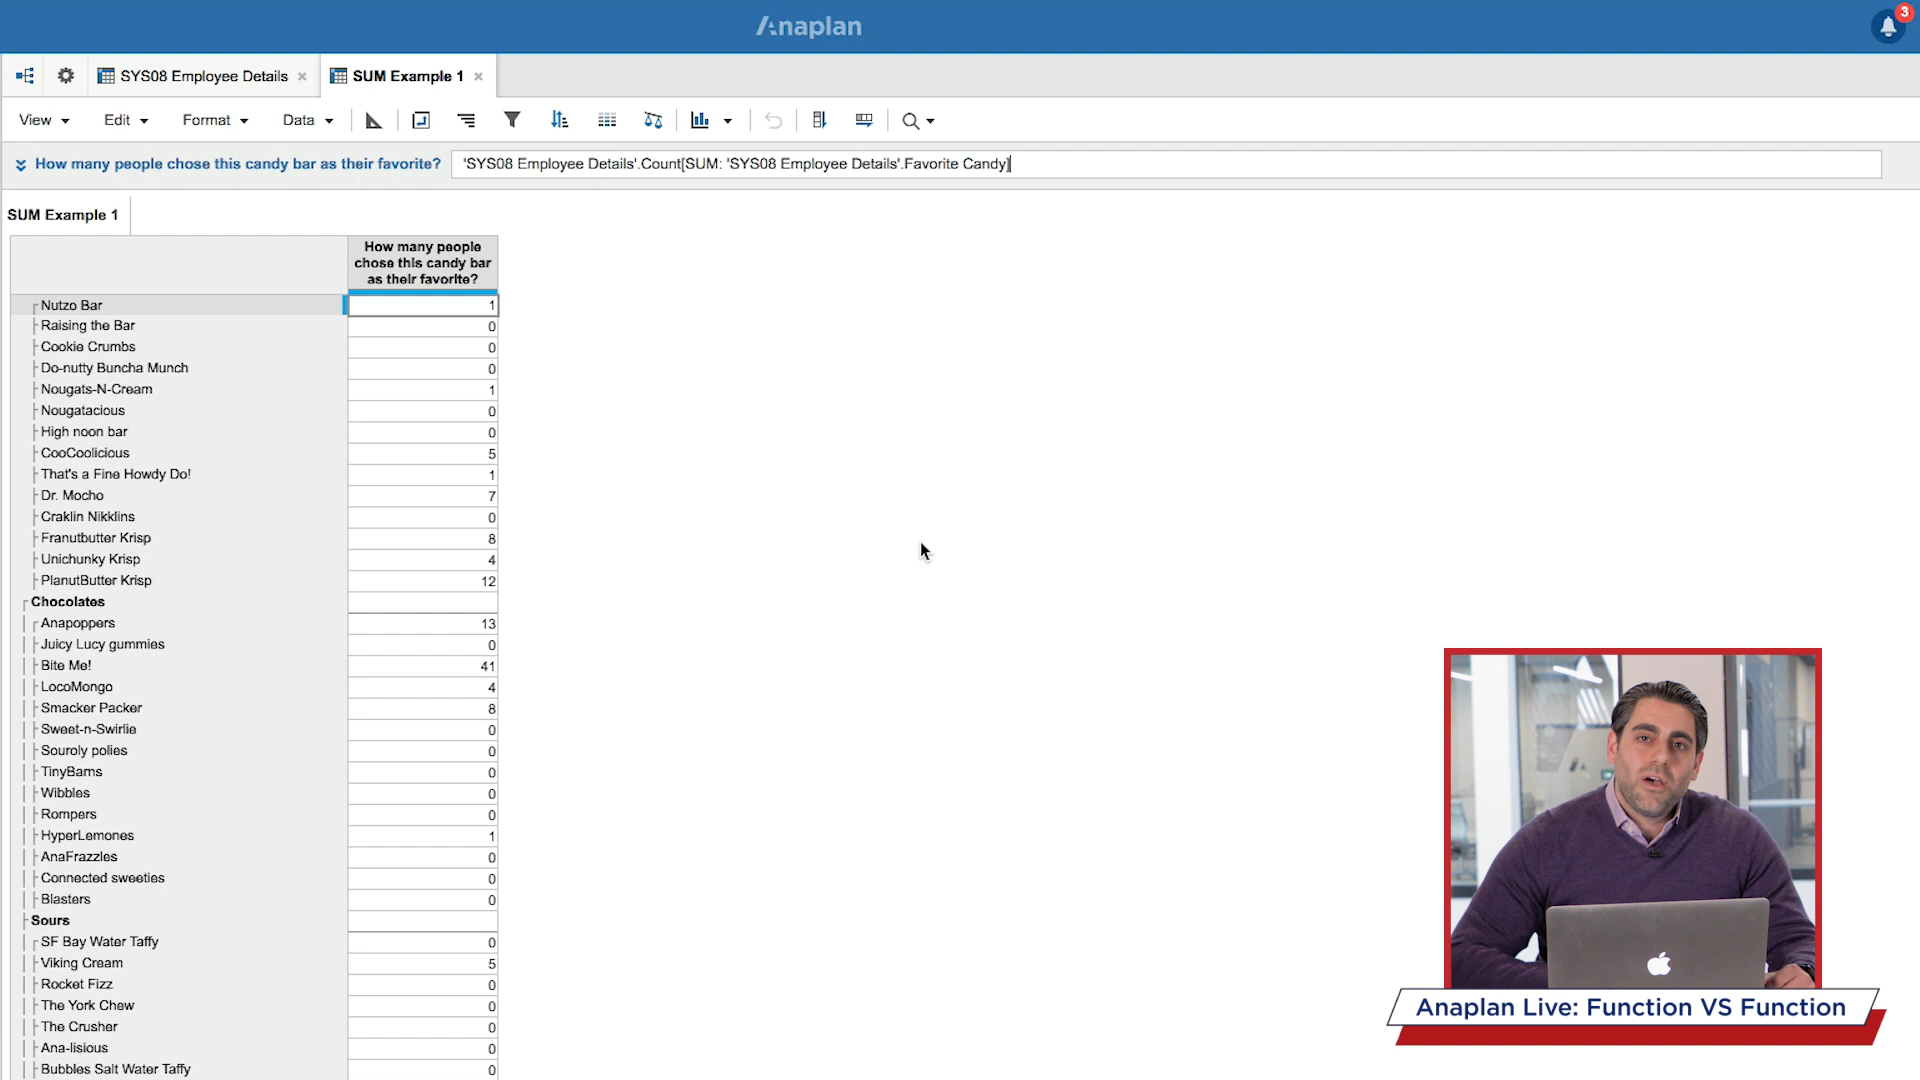 Anaplan
3
SYS08 Employee Details
SUM Example 1
View
Edit
Format
Data
How many people chose this candy bar as their favorite?
'SYS08 Employee Details'.Count[SUM: 'SYS08 Employee Details'.Favorite Candy]
SUM Example 1
How many people
chose this candy bar
as their favorite?
Nutzo Bar 1
Raising the Bar 0
Cookie Crumbs 0
Do-nutty Buncha Munch 0
Nougats-N-Cream 1
Nougatacious 0
High noon bar 0
CooCoolicious 5
That's a Fine Howdy Do! 1
Dr. Mocho 7
Craklin Nikklins 0
Franutbutter Krisp 8
Unichunky Krisp 4
PlanutButter Krisp 12
Chocolates
Anapoppers 13
Juicy Lucy gummies 0
Bite Me! 41
LocoMongo 4
Smacker Packer 8
Sweet-n-Swirlie 0
Souroly polies 0
TinyBams 0
Wibbles 0
Rompers 0
HyperLemones 1
AnaFrazzles 0
Connected sweeties 0
Blasters 0
Sours
SF Bay Water Taffy 0
Viking Cream 5
Rocket Fizz 0
The York Chew 0
The Crusher 0
Ana-lisious 0
Bubbles Salt Water Taffy 0
Anaplan Live: Function VS Function